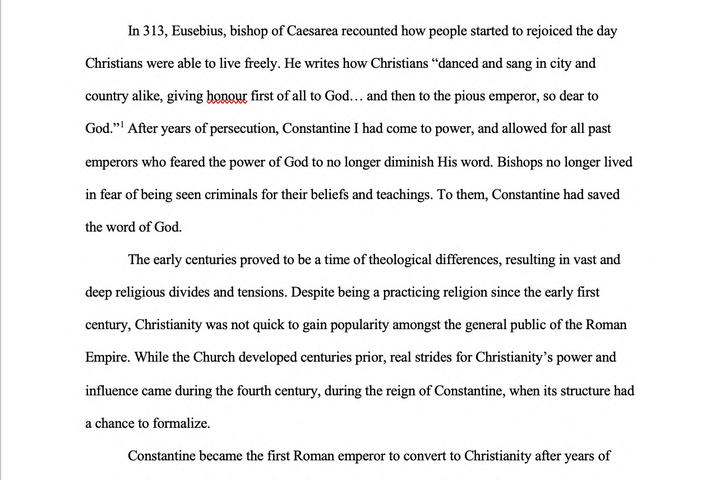 In 313, Eusebius, bishop of Caesarea recounted how people started to rejoiced the day
Christians were able to live freely. He writes how Christians “danced and sang in city and
country alike, giving honour first of all to God… and then to the pious emperor, so dear to
God.”1 After years of persecution, Constantine I had come to power, and allowed for all past
emperors who feared the power of God to no longer diminish His word. Bishops no longer lived
in fear of being seen criminals for their beliefs and teachings. To them, Constantine had saved
the word of God.
The early centuries proved to be a time of theological differences, resulting in vast and
deep religious divides and tensions. Despite being a practicing religion since the early first
century, Christianity was not quick to gain popularity amongst the general public of the Roman
Empire. While the Church developed centuries prior, real strides for Christianity’s power and
influence came during the fourth century, during the reign of Constantine, when its structure had
a chance to formalize.
Constantine became the first Roman emperor to convert to Christianity after years of